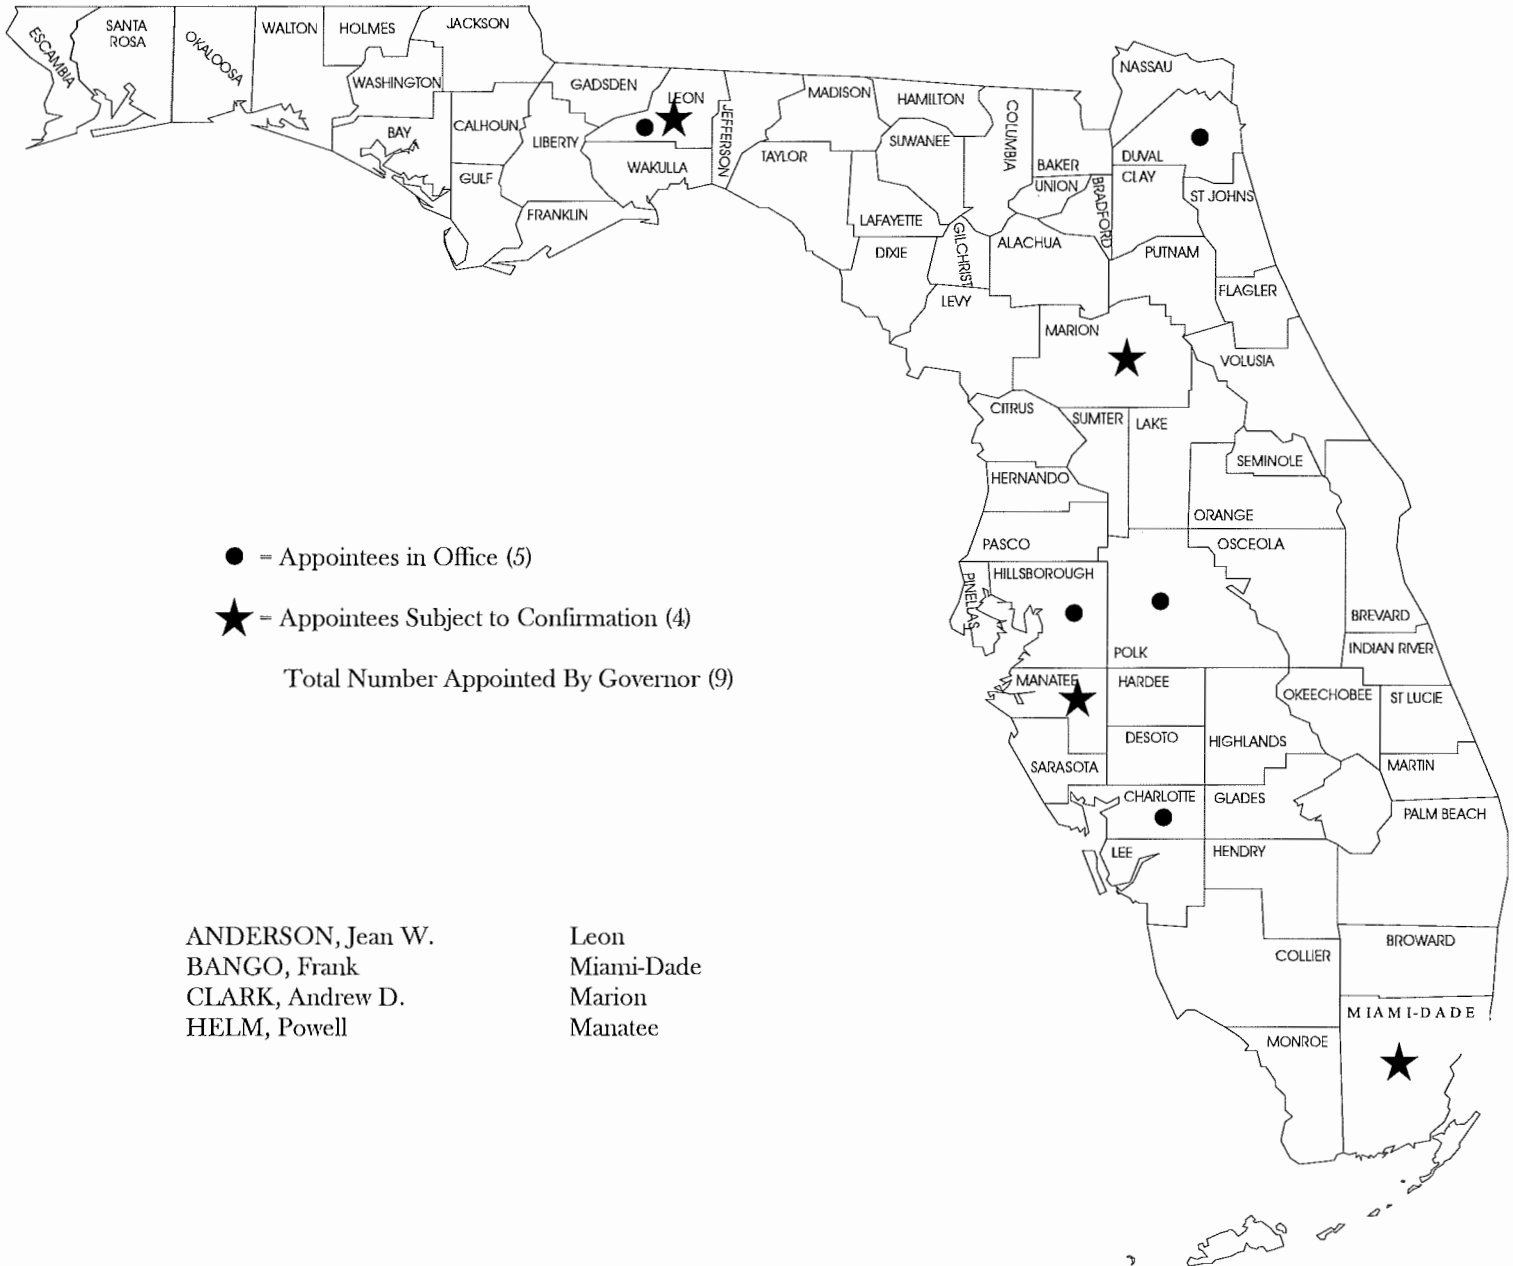 ESCAMBIA
SANTA
ROSA
OKALOOSA
WALTON
HOLMES
JACKSON
WASHINGTON
BAY
CALHOUN
GULF
LIBERTY
GADSDEN
FRANKLIN
LEON
WAKULLA
JEFFERSON
MADISON
TAYLOR
HAMILTON
SUWANEE
LAFAYETTE
DIXIE
COLUMBIA
GILCHRIST
BAKER
UNION
BRADFORD
ALACHUA
LEVY
NASSAU
DUVAL
CLAY
ST JOHNS
PUTNAM
FLAGLER
MARION
VOLUSIA
CITRUS
SUMTER
LAKE
SEMINOLE
HERNANDO
ORANGE
PASCO
OSCEOLA
HILLSBOROUGH
PINELLAS
POLK
BREVARD
INDIAN RIVER
MANATEE
HARDEE
OKEECHOBEE
ST LUCIE
DESOTO
HIGHLANDS
SARASOTA
MARTIN
CHARLOTTE
GLADES
PALM BEACH
LEE
HENDRY
COLLIER
BROWARD
MIAMI-DADE
MONROE
= Appointees in Office (5)
= Appointees Subject to Confirmation (4)
Total Number Appointed By Governor (9)
ANDERSON, Jean W. Leon
BANGO, Frank Miami-Dade
CLARK, Andrew D. Marion
HELM, Powell Manatee